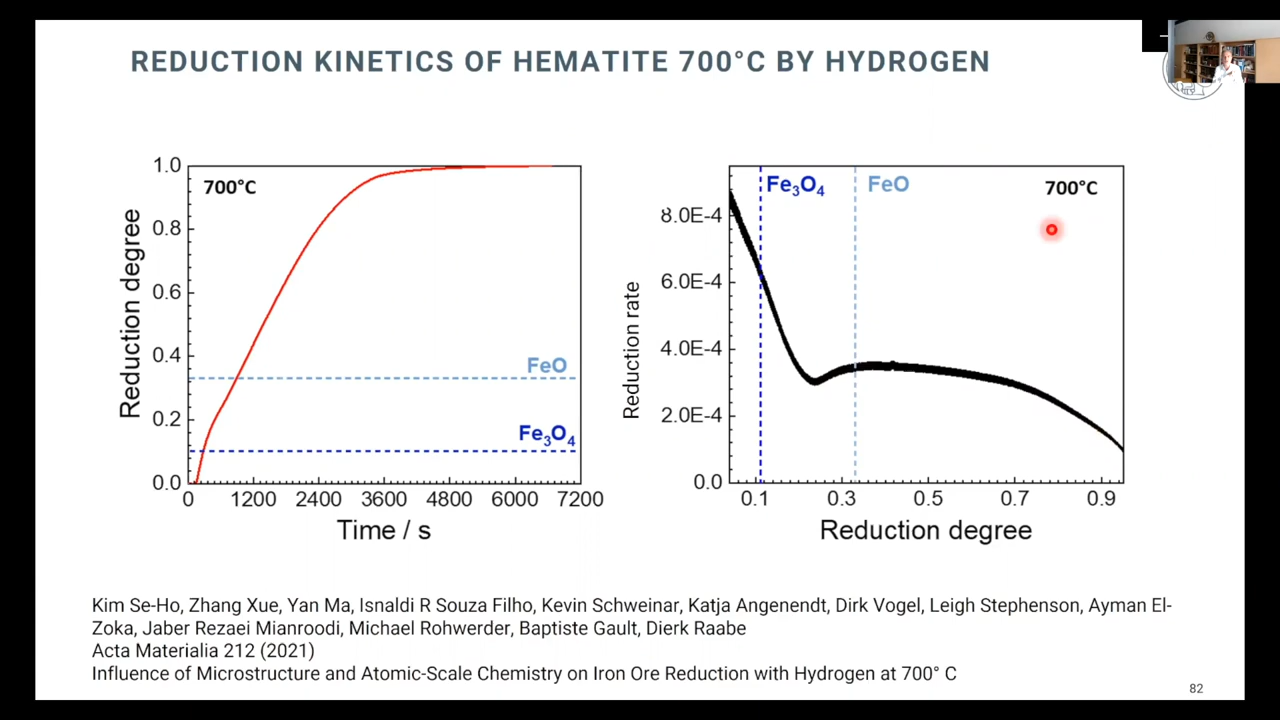 REDUCTION KINETICS OF HEMATITE 700°C BY HYDROGEN
1.0
0.8
0.6
0.4
0.2
0.0
Reduction degree
700°C
FeO
Fe₃O₄
0 1200 2400 3600 4800 6000 7200
Time / s
8.0E-4
6.0E-4
4.0E-4
2.0E-4
0.0
Reduction rate
Fe₃O₄ FeO 700°C
0.1 0.3 0.5 0.7 0.9
Reduction degree
Kim Se-Ho, Zhang Xue, Yan Ma, Isnaldi R Souza Filho, Kevin Schweinar, Katja Angenendt, Dirk Vogel, Leigh Stephenson, Ayman El-
Zoka, Jaber Rezaei Mianroodi, Michael Rohwerder, Baptiste Gault, Dierk Raabe
Acta Materialia 212 (2021)
Influence of Microstructure and Atomic-Scale Chemistry on Iron Ore Reduction with Hydrogen at 700° C
82